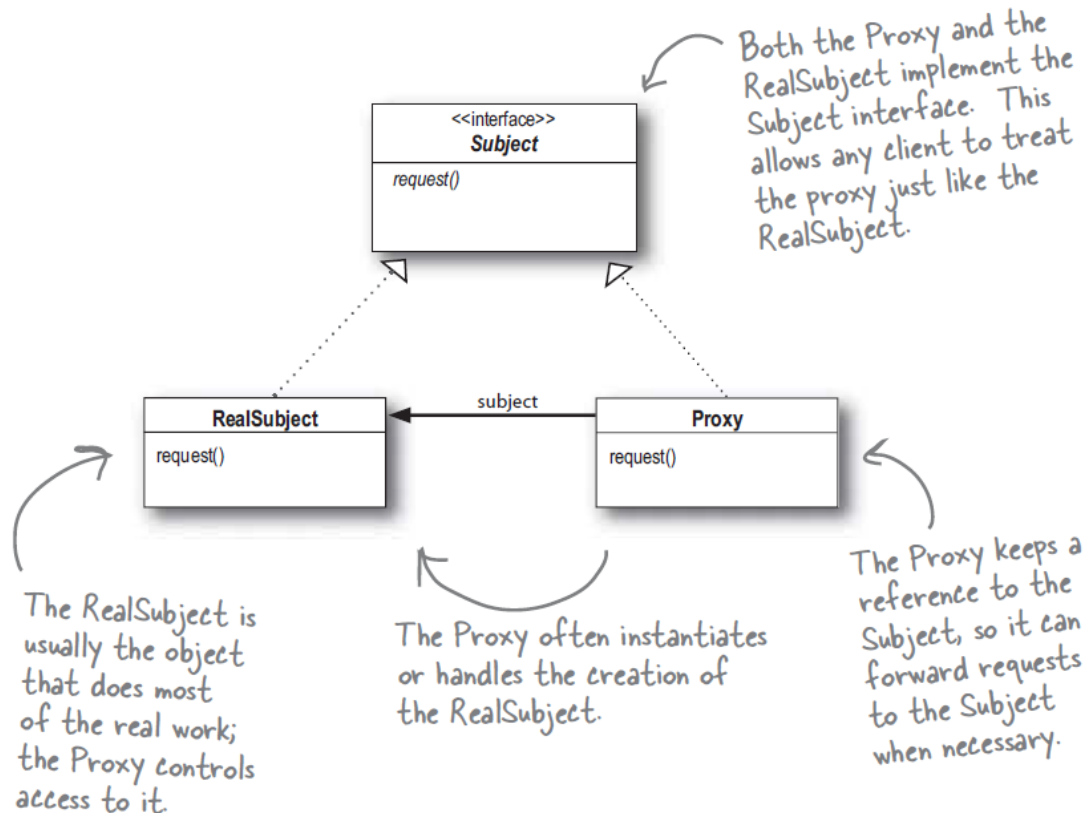 Both the Proxy and the
RealSubject implement the
Subject interface. This
allows any client to treat
the proxy just like the
RealSubject.
<<interface>>
Subject
request()
RealSubject
request()
subject
Proxy
request()
The RealSubject is
usually the object
that does most
of the real work;
the Proxy controls
access to it.
The Proxy often instantiates
or handles the creation of
the RealSubject.
The Proxy keeps a
reference to the
Subject, so it can
forward requests
to the Subject
when necessary.